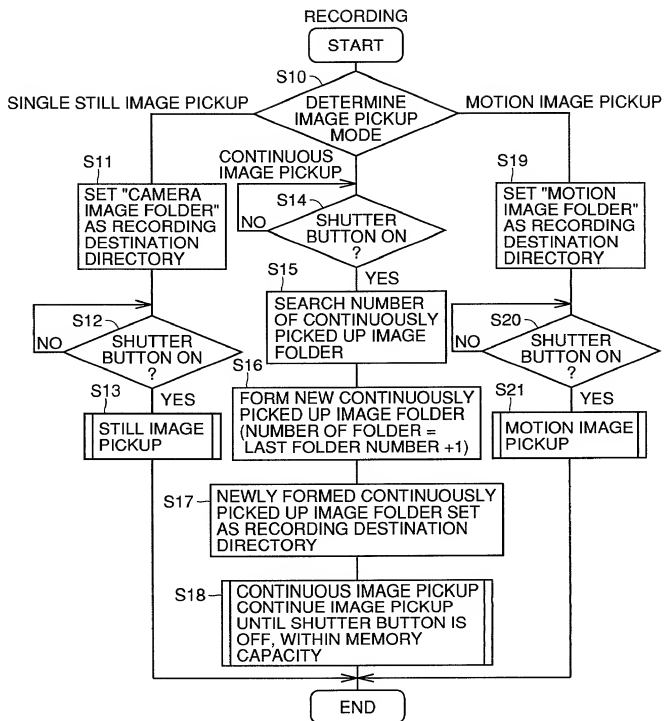 RECORDING
START
S10
DETERMINE
IMAGE PICKUP
MODE
SINGLE STILL IMAGE PICKUP
MOTION IMAGE PICKUP
CONTINUOUS
IMAGE PICKUP
S11
SET "CAMERA
IMAGE FOLDER"
AS RECORDING
DESTINATION
DIRECTORY
S12
NO
SHUTTER
BUTTON ON
?
YES
S13
STILL IMAGE
PICKUP
S14
NO
SHUTTER
BUTTON ON
?
YES
S15
SEARCH NUMBER
OF CONTINUOUSLY
PICKED UP IMAGE
FOLDER
S16
FORM NEW CONTINUOUSLY
PICKED UP IMAGE FOLDER
(NUMBER OF FOLDER =
LAST FOLDER NUMBER +1)
S17
NEWLY FORMED CONTINUOUSLY
PICKED UP IMAGE FOLDER SET
AS RECORDING DESTINATION
DIRECTORY
S18
CONTINUOUS IMAGE PICKUP
CONTINUE IMAGE PICKUP
UNTIL SHUTTER BUTTON IS
OFF, WITHIN MEMORY
CAPACITY
S19
SET "MOTION
IMAGE FOLDER"
AS RECORDING
DESTINATION
DIRECTORY
S20
NO
SHUTTER
BUTTON ON
?
YES
S21
MOTION IMAGE
PICKUP
END